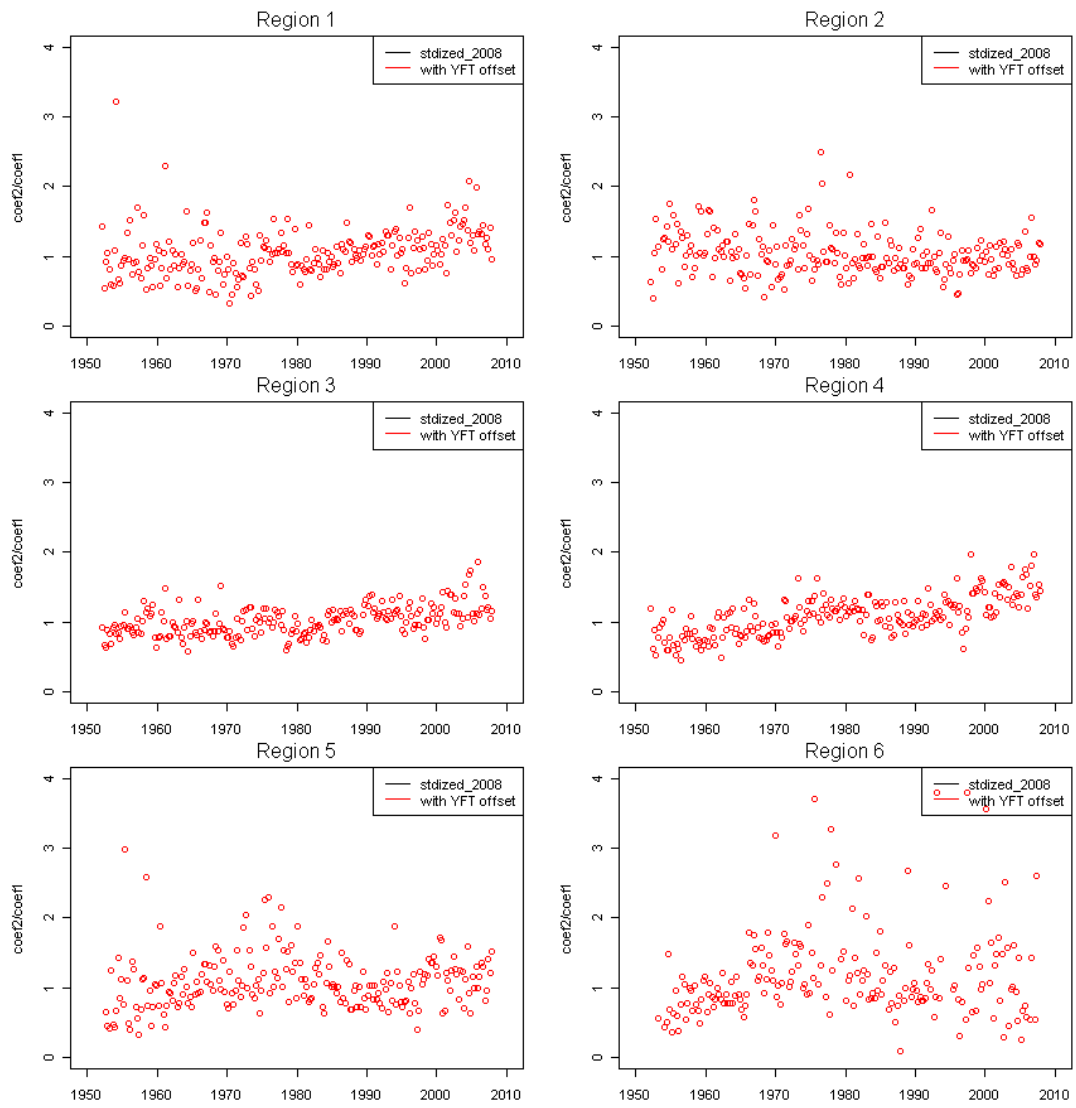 Region 1
stdized_2008
with YFT offset
coef2/coef1
4
3
2
1
0
1950 1960 1970 1980 1990 2000 2010
Region 2
stdized_2008
with YFT offset
coef2/coef1
4
3
2
1
0
1950 1960 1970 1980 1990 2000 2010
Region 3
stdized_2008
with YFT offset
coef2/coef1
4
3
2
1
0
1950 1960 1970 1980 1990 2000 2010
Region 4
stdized_2008
with YFT offset
coef2/coef1
4
3
2
1
0
1950 1960 1970 1980 1990 2000 2010
Region 5
stdized_2008
with YFT offset
coef2/coef1
4
3
2
1
0
1950 1960 1970 1980 1990 2000 2010
Region 6
stdized_2008
with YFT offset
coef2/coef1
4
3
2
1
0
1950 1960 1970 1980 1990 2000 2010